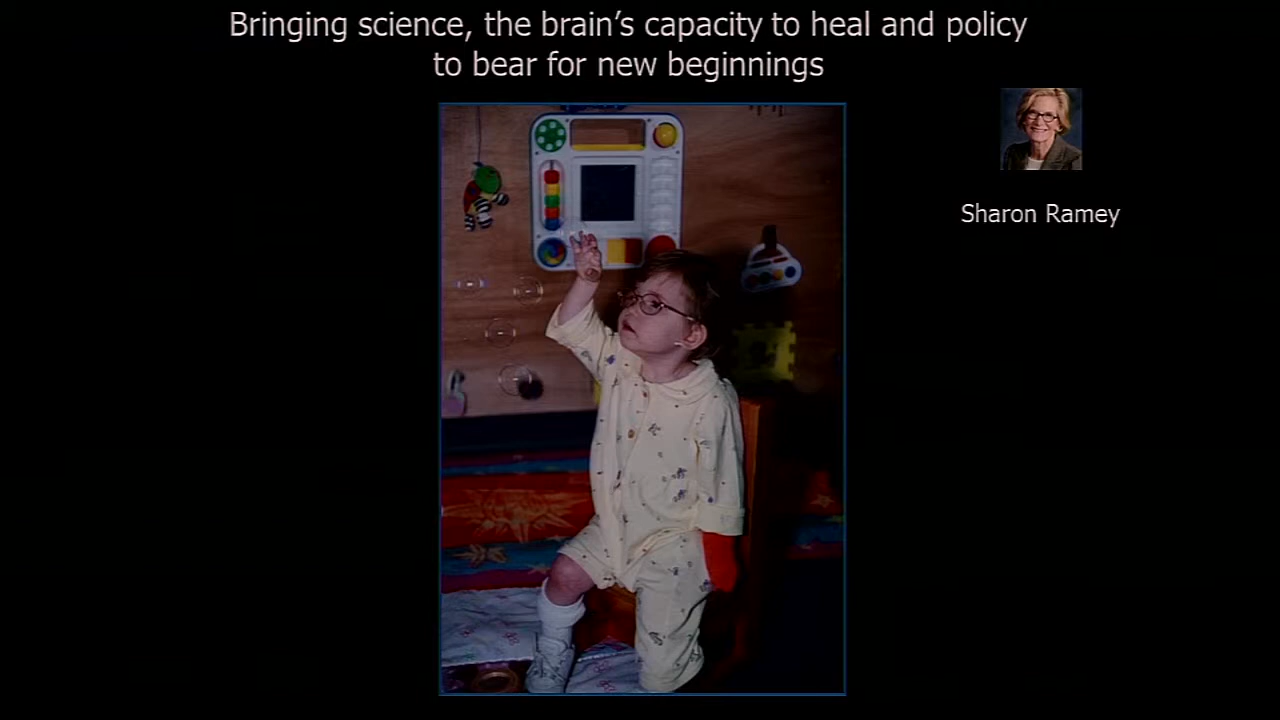 Bringing science, the brain’s capacity to heal and policy
to bear for new beginnings
Sharon Ramey